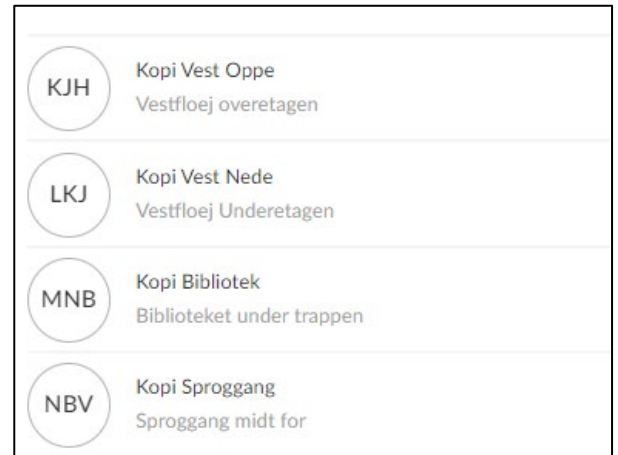 KJH
Kopi Vest Oppe
Vestfloej overetagen
LKJ
Kopi Vest Nede
Vestfloej Underetagen
MNB
Kopi Bibliotek
Biblioteket under trappen
NBV
Kopi Sproggang
Sproggang midt for